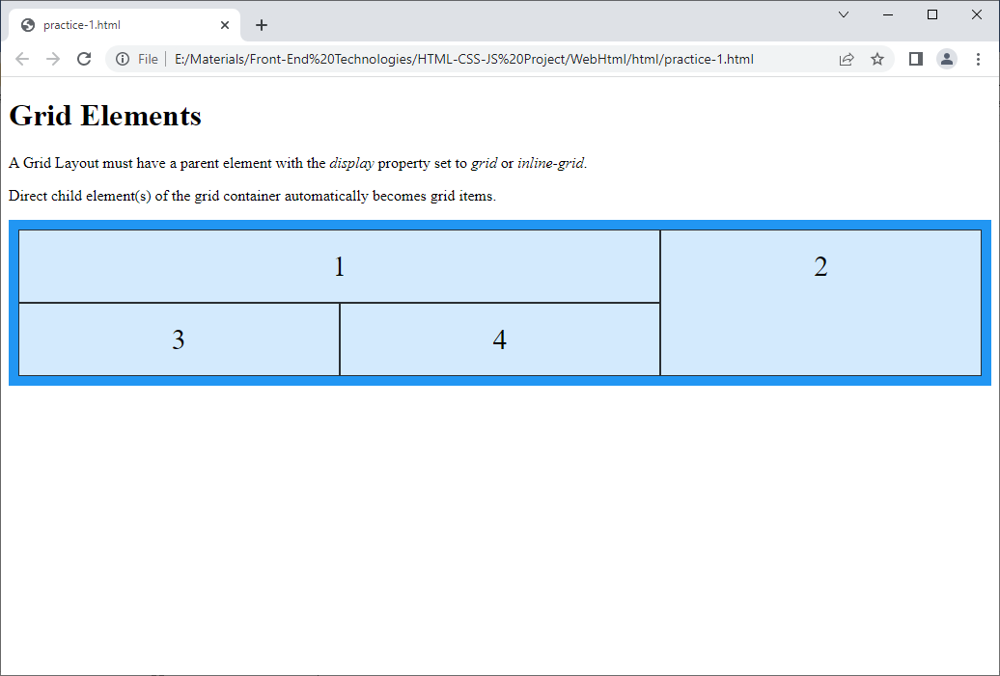 practice-1.html
File
E:/Materials/Front-End%20Technologies/HTML-CSS-JS%20Project/WebHtml/html/practice-1.html
Grid Elements
A Grid Layout must have a parent element with the display property set to grid or inline-grid.
Direct child element(s) of the grid container automatically becomes grid items.
1
2
3
4